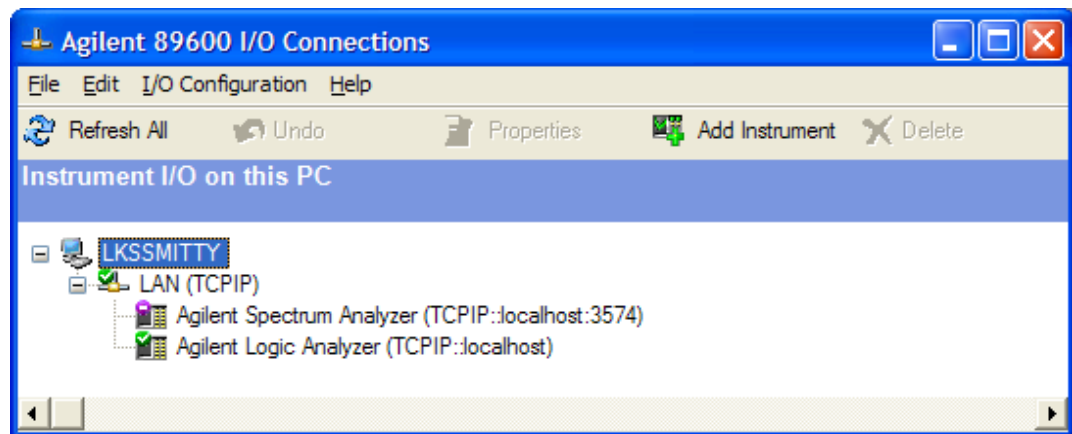 Agilent 89600 I/O Connections
File Edit I/O Configuration Help
Refresh All Undo Properties Add Instrument Delete
Instrument I/O on this PC
LKSSMITTY
LAN (TCPIP)
Agilent Spectrum Analyzer (TCPIP::localhost:3574)
Agilent Logic Analyzer (TCPIP::localhost)